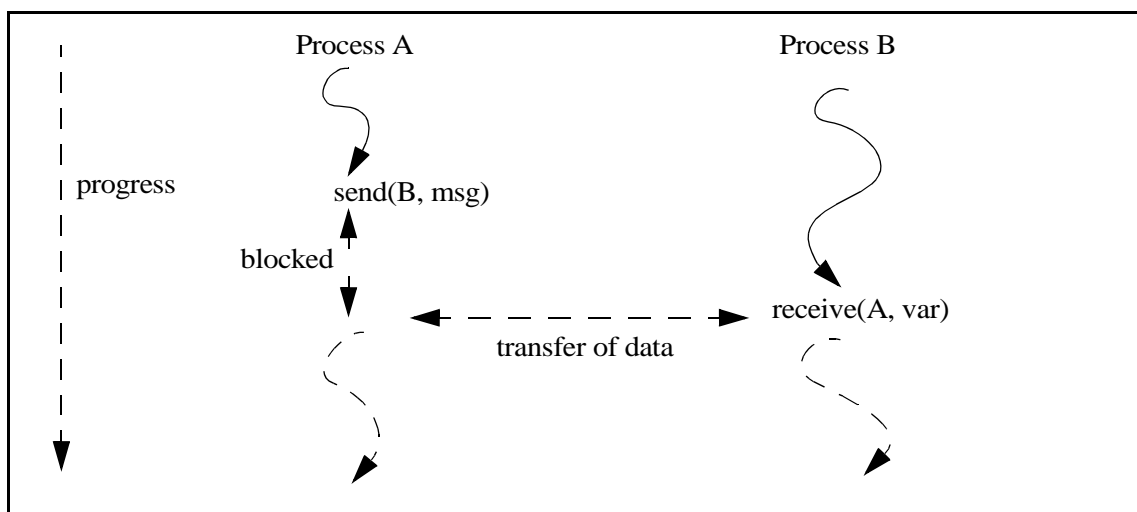 Process A
Process B
progress
send(B, msg)
blocked
receive(A, var)
transfer of data